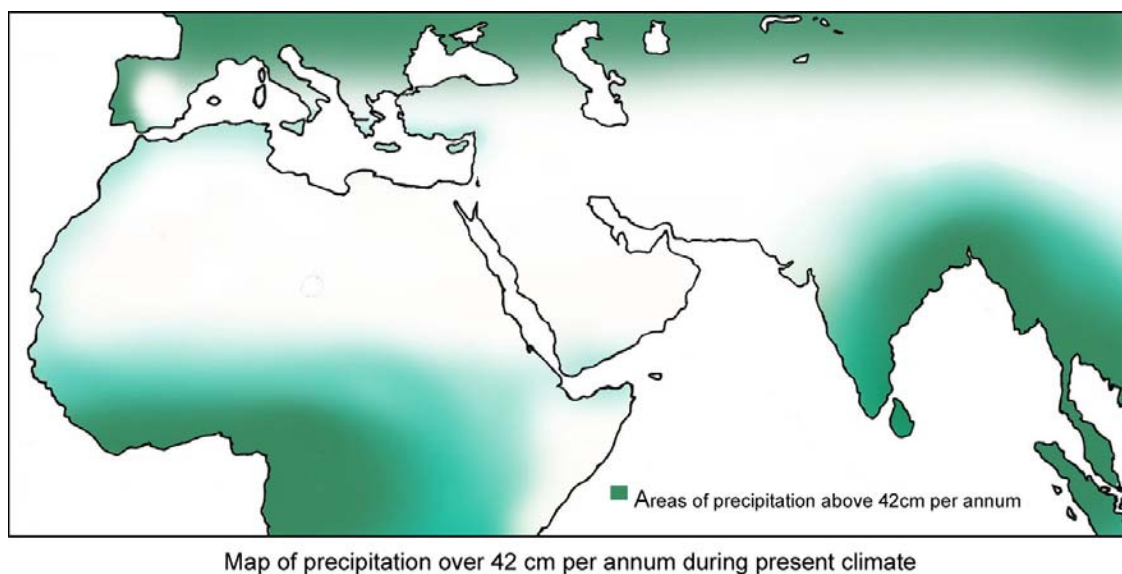 Areas of precipitation above 42cm per annum
Map of precipitation over 42 cm per annum during present climate